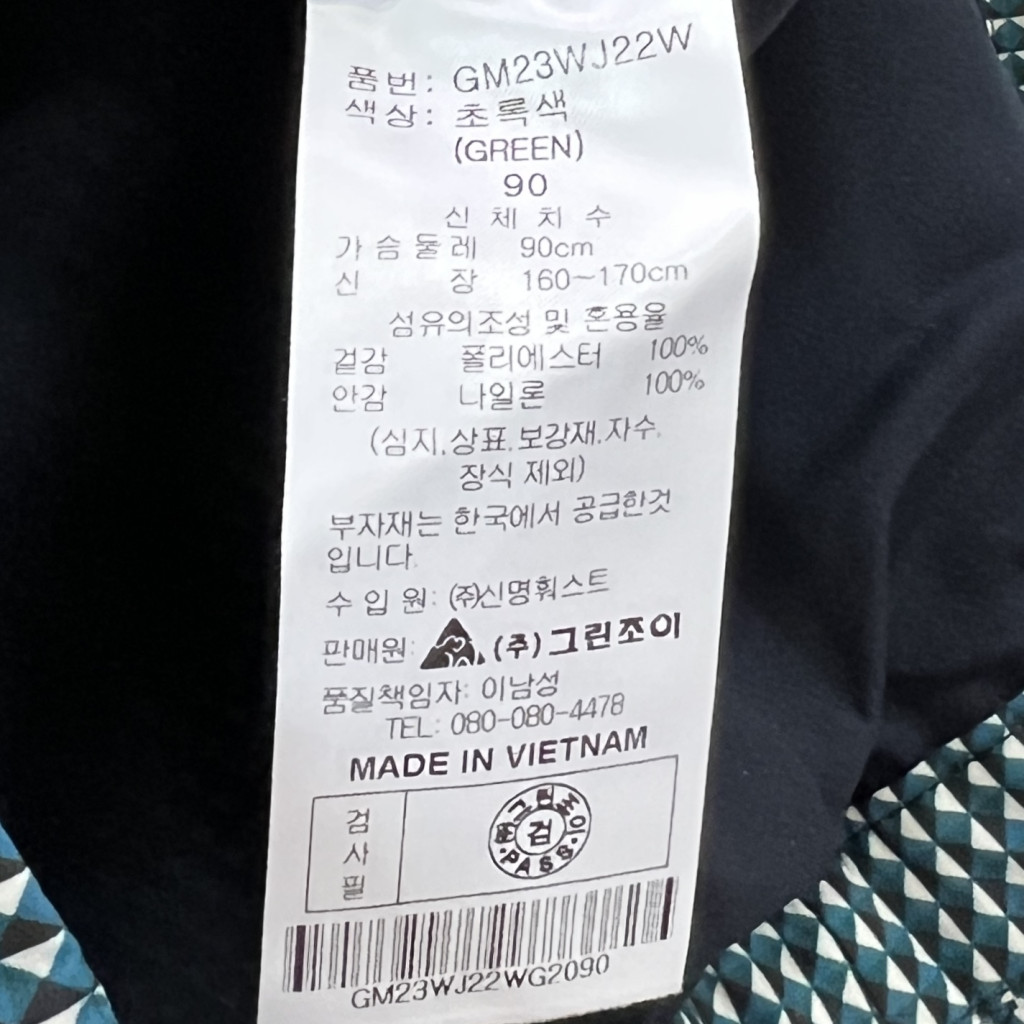 품번: GM23WJ22W
색상: 초록색
(GREEN)
90
신 체 치 수
가 슴 둘 레 90cm
신 장 160~170cm
섬유의조성 및 혼용율
겉감 폴리에스터 100%
안감 나일론 100%
(심지.상표.보강재.자수.
장식 제외)
부자재는 한국에서 공급한것
입니다.
수 입 원: (주)신명훠스트
판매원: (주)그린조이
품질책임자: 이남성
TEL: 080-080-4478
MADE IN VIETNAM
검사필
그린조이
검
PASS
GM23WJ22WG2090